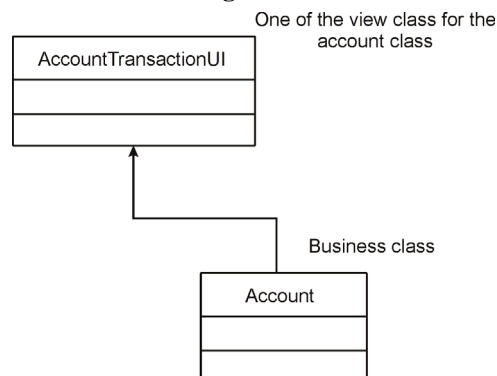 One of the view class for the
account class
AccountTransactionUI
Business class
Account